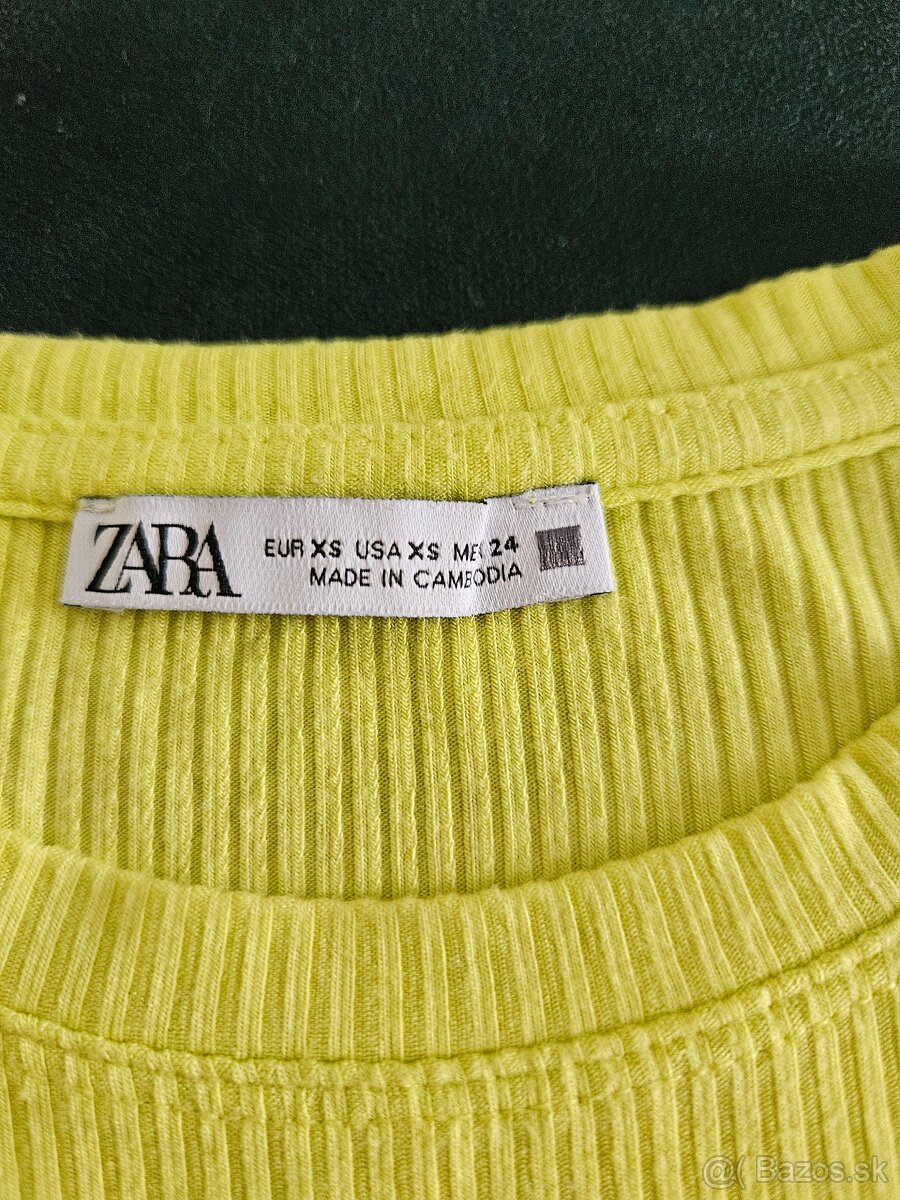 ZARA
EUR XS USA XS MEX 24
MADE IN CAMBODIA
@( Bazos.sk